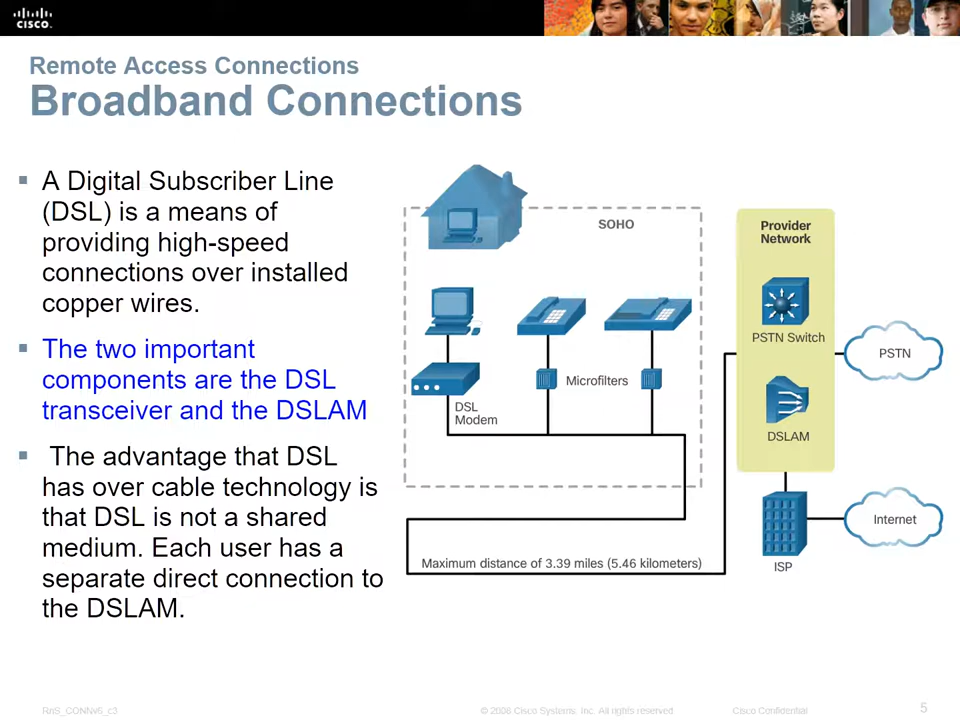 CISCO
Remote Access Connections
Broadband Connections
A Digital Subscriber Line
(DSL) is a means of
providing high-speed
connections over installed
copper wires.
The two important
components are the DSL
transceiver and the DSLAM
The advantage that DSL
has over cable technology is
that DSL is not a shared
medium. Each user has a
separate direct connection to
the DSLAM.
SOHO
Microfilters
DSL
Modem
Maximum distance of 3.39 miles (5.46 kilometers)
Provider
Network
PSTN Switch
PSTN
DSLAM
Internet
ISP
RnS_CONNv6_c3
© 2008 Cisco Systems, Inc. All rights reserved
Cisco Confidential
5